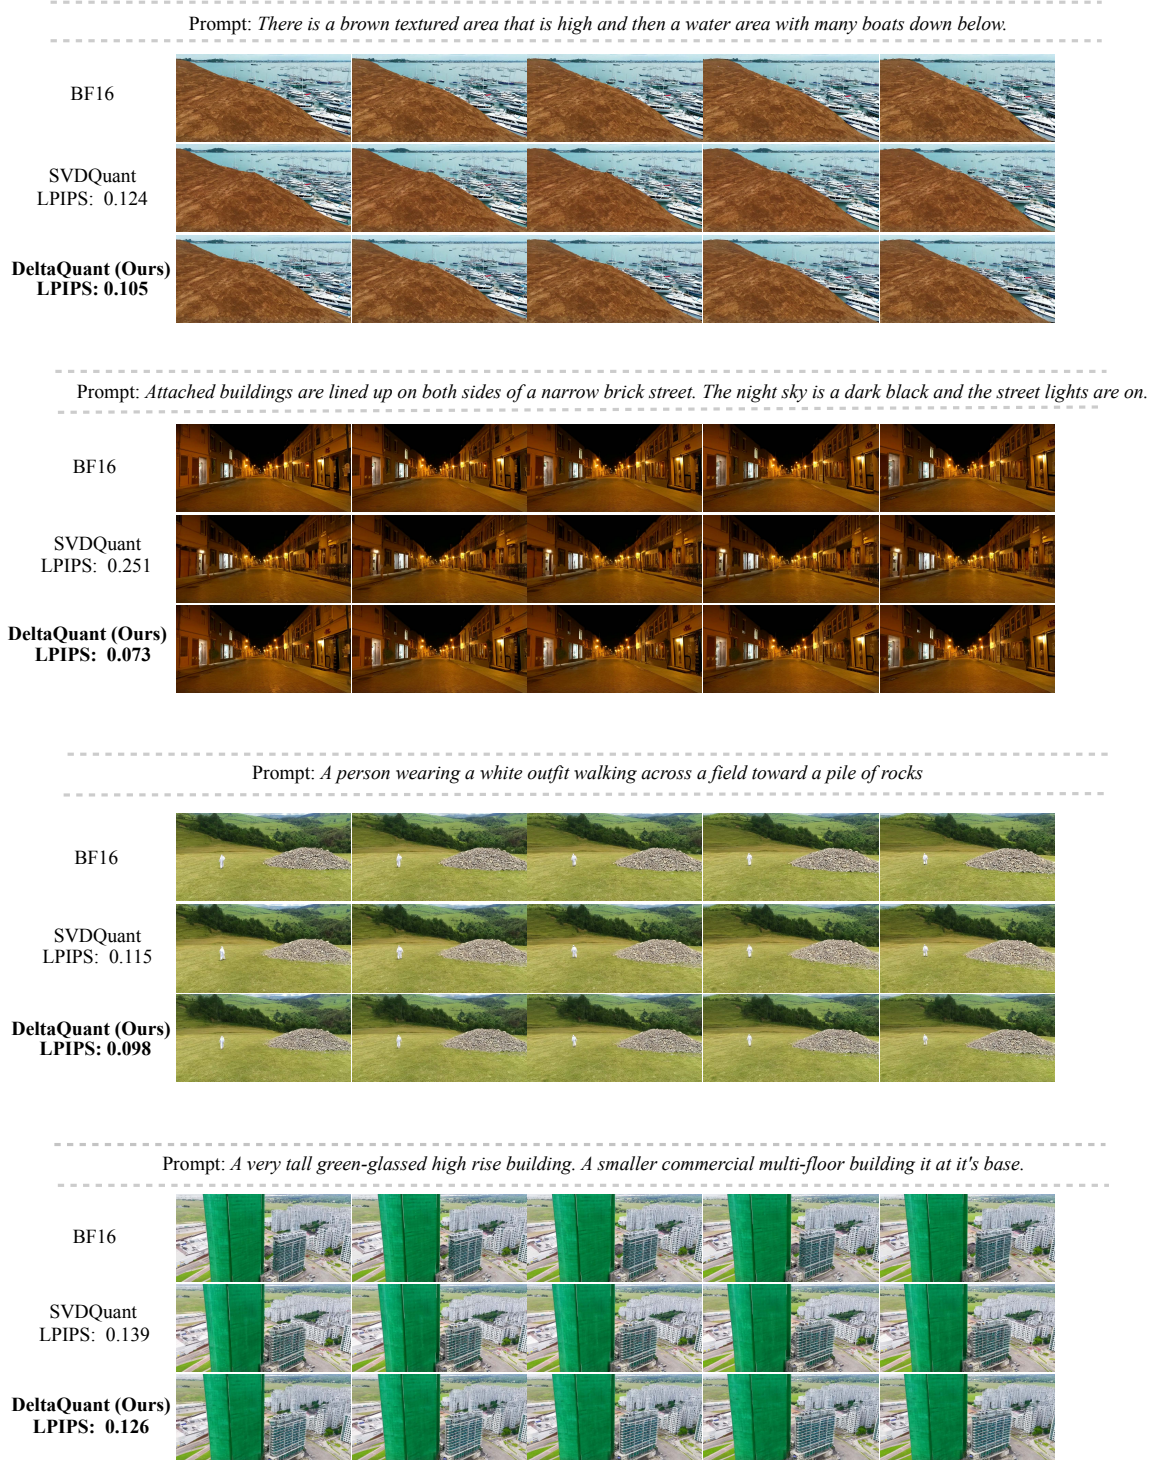 Prompt: There is a brown textured area that is high and then a water area with many boats down below.
BF16
SVDQuant
LPIPS: 0.124
DeltaQuant (Ours)
LPIPS: 0.105
Prompt: Attached buildings are lined up on both sides of a narrow brick street. The night sky is a dark black and the street lights are on.
BF16
SVDQuant
LPIPS: 0.251
DeltaQuant (Ours)
LPIPS: 0.073
Prompt: A person wearing a white outfit walking across a field toward a pile of rocks
BF16
SVDQuant
LPIPS: 0.115
DeltaQuant (Ours)
LPIPS: 0.098
Prompt: A very tall green-glassed high rise building. A smaller commercial multi-floor building it at it's base.
BF16
SVDQuant
LPIPS: 0.139
DeltaQuant (Ours)
LPIPS: 0.126